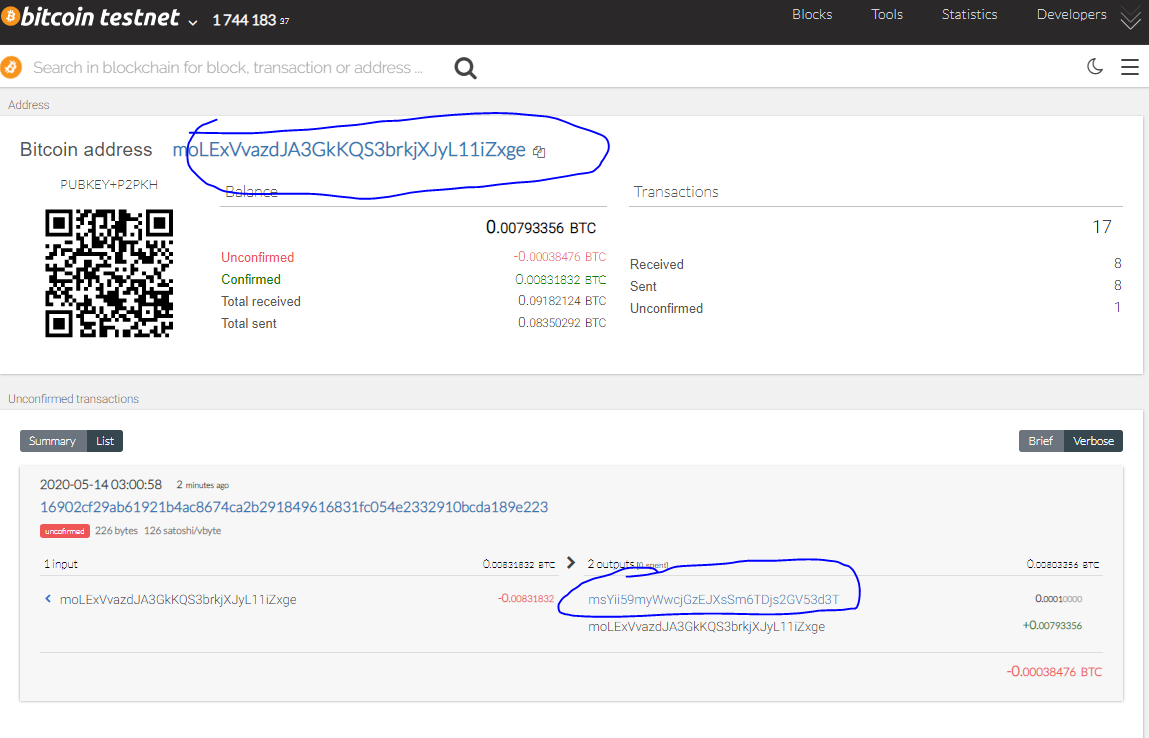 bitcoin testnet 1 744 183 37 Blocks Tools Statistics Developers
Search in blockchain for block, transaction or address ...
Address
Bitcoin address moLExVvazdJA3GkKQS3brkjXJyL11iZxge
PUBKEY+P2PKH
Balance Transactions
0.00793356 BTC 17
Unconfirmed -0.00038476 BTC
Confirmed 0.00831832 BTC
Total received 0.09182124 BTC
Total sent 0.08350292 BTC
Received 8
Sent 8
Unconfirmed 1
Unconfirmed transactions
Summary List Brief Verbose
2020-05-14 03:00:58 2 minutes ago
16902cf29ab61921b4ac8674ca2b291849616831fc054e2332910bcda189e223
uncofirmed 226 bytes 126 satoshi/vbyte
1 input 0.00831832 BTC 2 outputs [0 spent] 0.00803356 BTC
moLExVvazdJA3GkKQS3brkjXJyL11iZxge -0.00831832 msYii59myWwcjGzEJXsSm6TDjs2GV53d3T 0.00010000
moLExVvazdJA3GkKQS3brkjXJyL11iZxge +0.00793356
-0.00038476 BTC